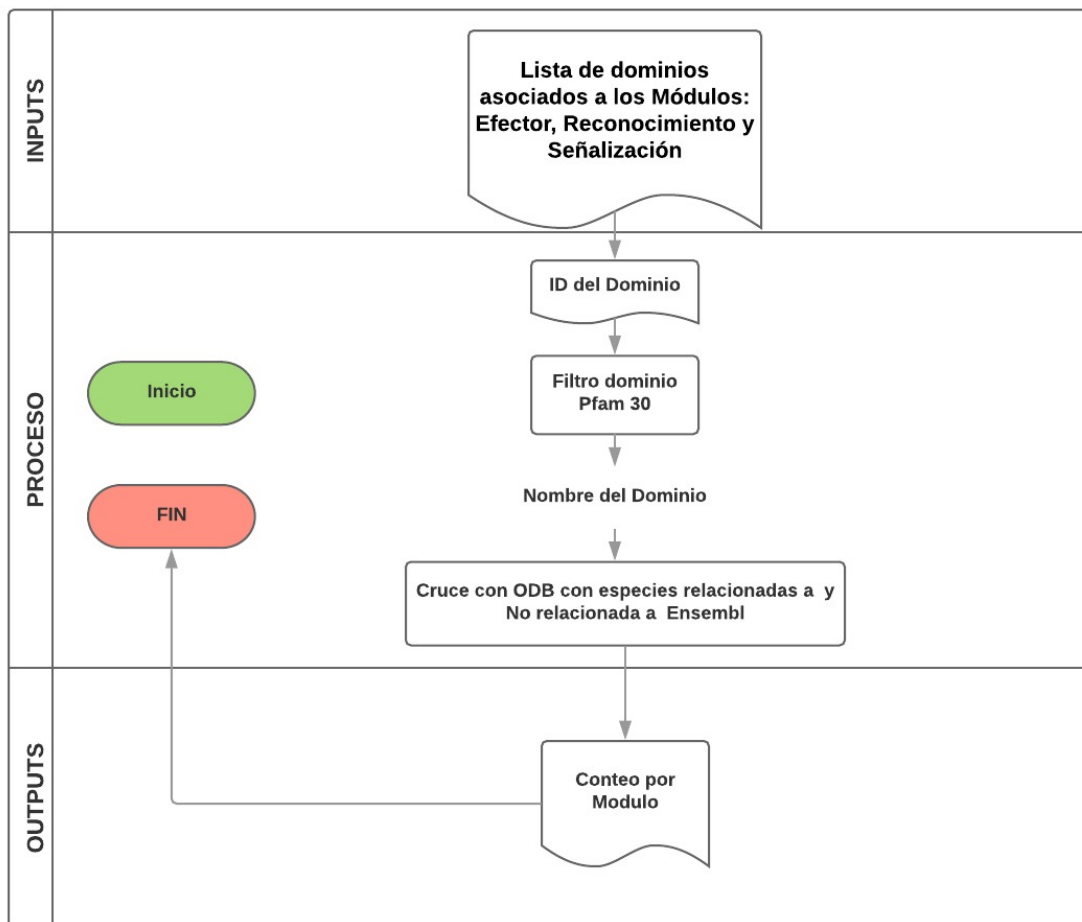 INPUTS
Lista de dominios
asociados a los Módulos:
Efector, Reconocimiento y
Señalización
PROCESO
ID del Dominio
Filtro dominio
Pfam 30
Inicio
Nombre del Dominio
FIN
Cruce con ODB con especies relacionadas a  y
No relacionada a  Ensembl
OUTPUTS
Conteo por
Modulo